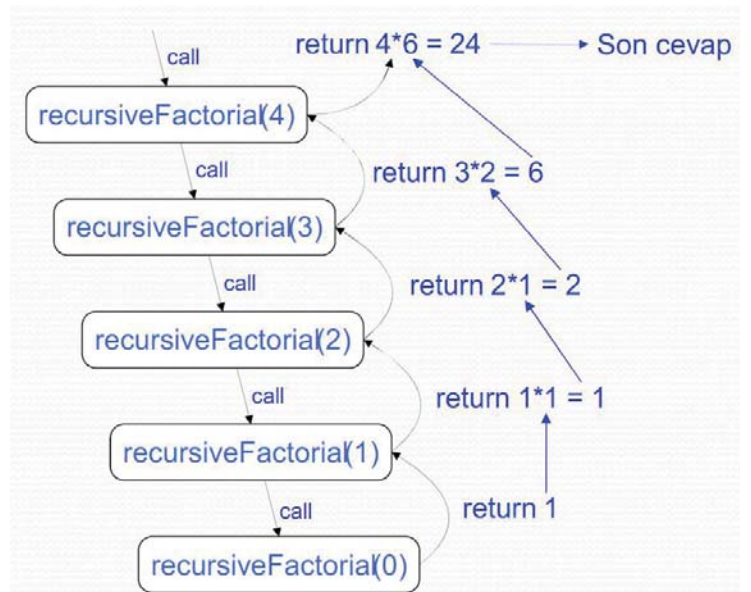 return 4*6 = 24
Son cevap
call
recursiveFactorial(4)
call
return 3*2 = 6
recursiveFactorial(3)
call
return 2*1 = 2
recursiveFactorial(2)
call
return 1*1 = 1
recursiveFactorial(1)
call
return 1
recursiveFactorial(0)